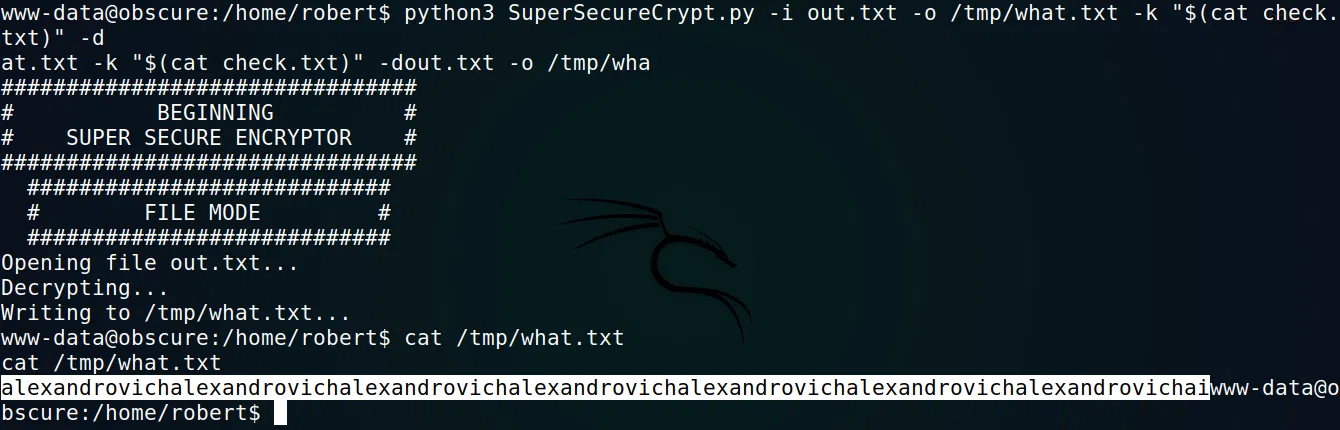 www-data@obscure:/home/robert$ python3 SuperSecureCrypt.py -i out.txt -o /tmp/what.txt -k "$(cat check.
txt)" -d
at.txt -k "$(cat check.txt)" -dout.txt -o /tmp/wha
################################
#           BEGINNING          #
#    SUPER SECURE ENCRYPTOR    #
################################
  ############################
  #        FILE MODE         #
  ############################
Opening file out.txt...
Decrypting...
Writing to /tmp/what.txt...
www-data@obscure:/home/robert$ cat /tmp/what.txt
cat /tmp/what.txt
alexandrovichalexandrovichalexandrovichalexandrovichalexandrovichalexandrovichalexandrovichaiwww-data@o
bscure:/home/robert$